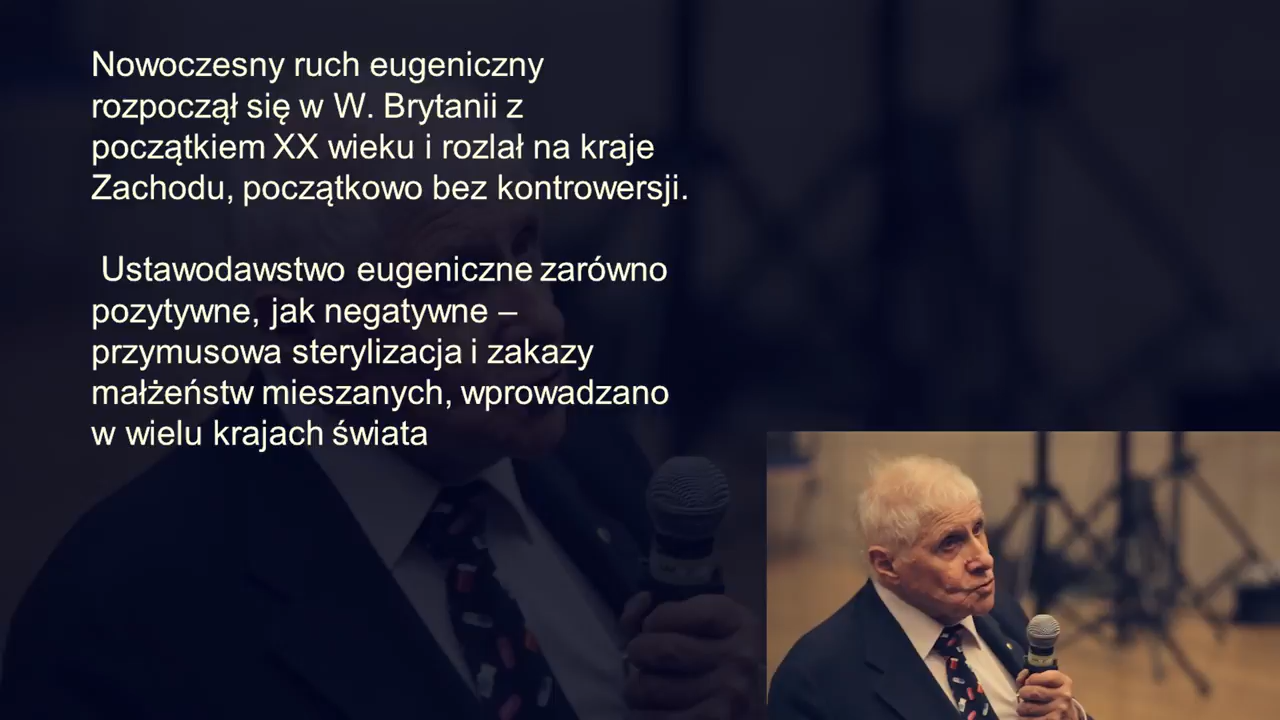 Nowoczesny ruch eugeniczny
rozpoczął się w W. Brytanii z
początkiem XX wieku i rozlał na kraje
Zachodu, początkowo bez kontrowersji.
Ustawodawstwo eugeniczne zarówno
pozytywne, jak negatywne –
przymusowa sterylizacja i zakazy
małżeństw mieszanych, wprowadzano
w wielu krajach świata